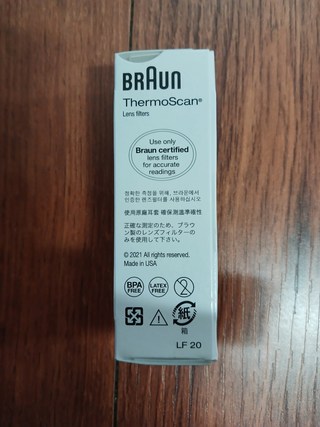 BRAUN
ThermoScan®
Lens filters
Use only
Braun certified
lens filters
for accurate
readings
정확한 측정을 위해, 브라운에서
인증한 렌즈필터를 사용하십시오
使用原廠耳套 確保測溫準確性
正確な測定のため、ブラウ
ン製のレンズフィルターの
みを使用して下さい。
© 2021 All rights reserved.
Made in USA
BPA
FREE
LATEX
FREE
2
紙
箱
LF 20